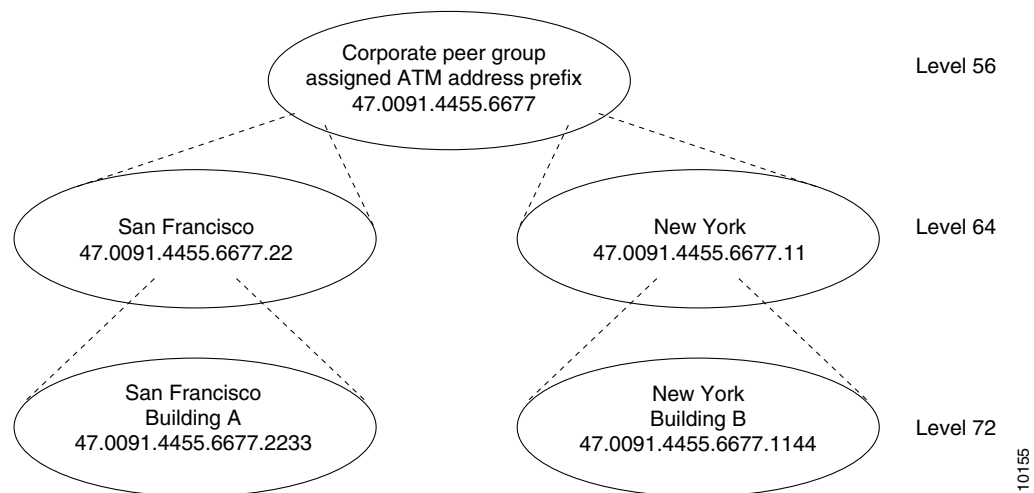 Corporate peer group
assigned ATM address prefix
47.0091.4455.6677
Level 56
San Francisco
47.0091.4455.6677.22
New York
47.0091.4455.6677.11
Level 64
San Francisco
Building A
47.0091.4455.6677.2233
New York
Building B
47.0091.4455.6677.1144
Level 72
10155